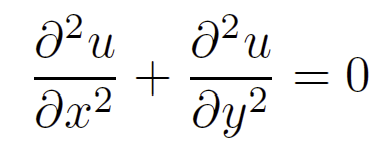 ∂²u/∂x² + ∂²u/∂y² = 0